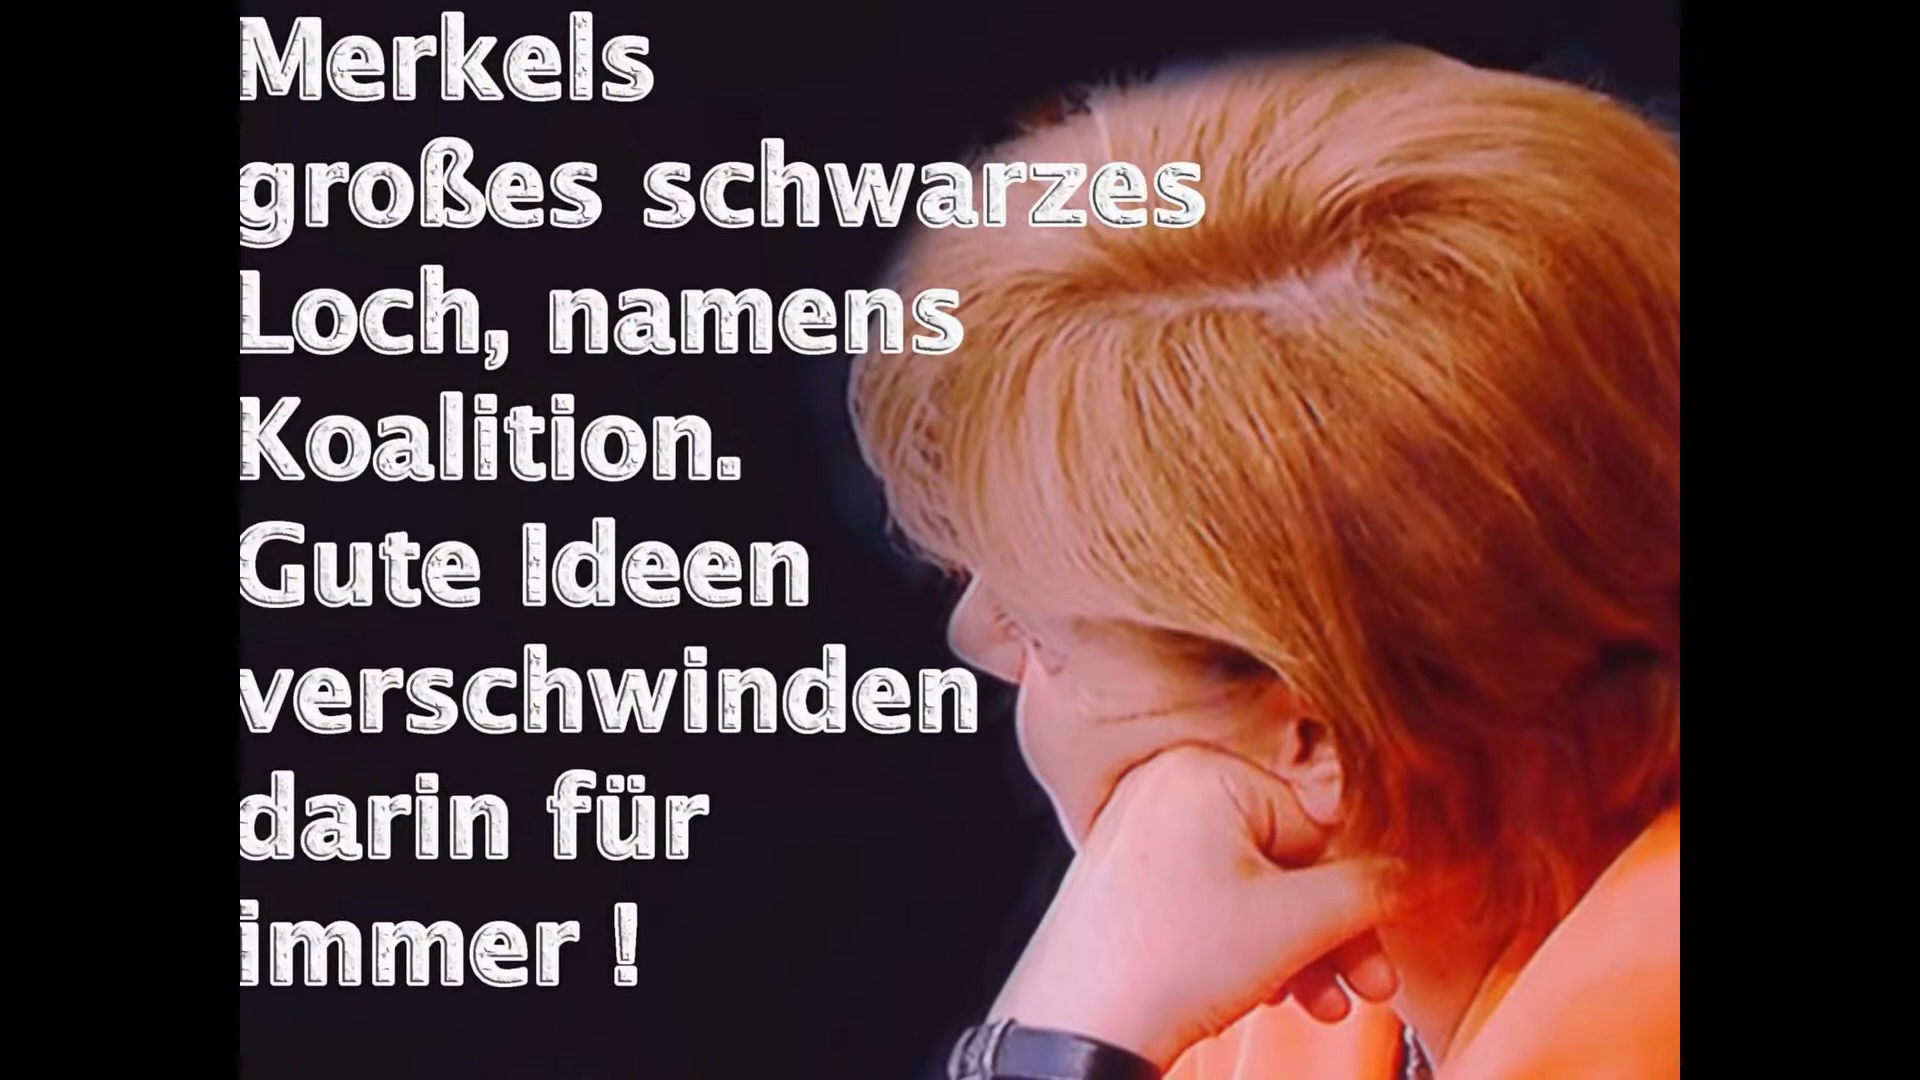 Merkels
großes schwarzes
Loch, namens
Koalition.
Gute Ideen
verschwinden
darin für
immer !